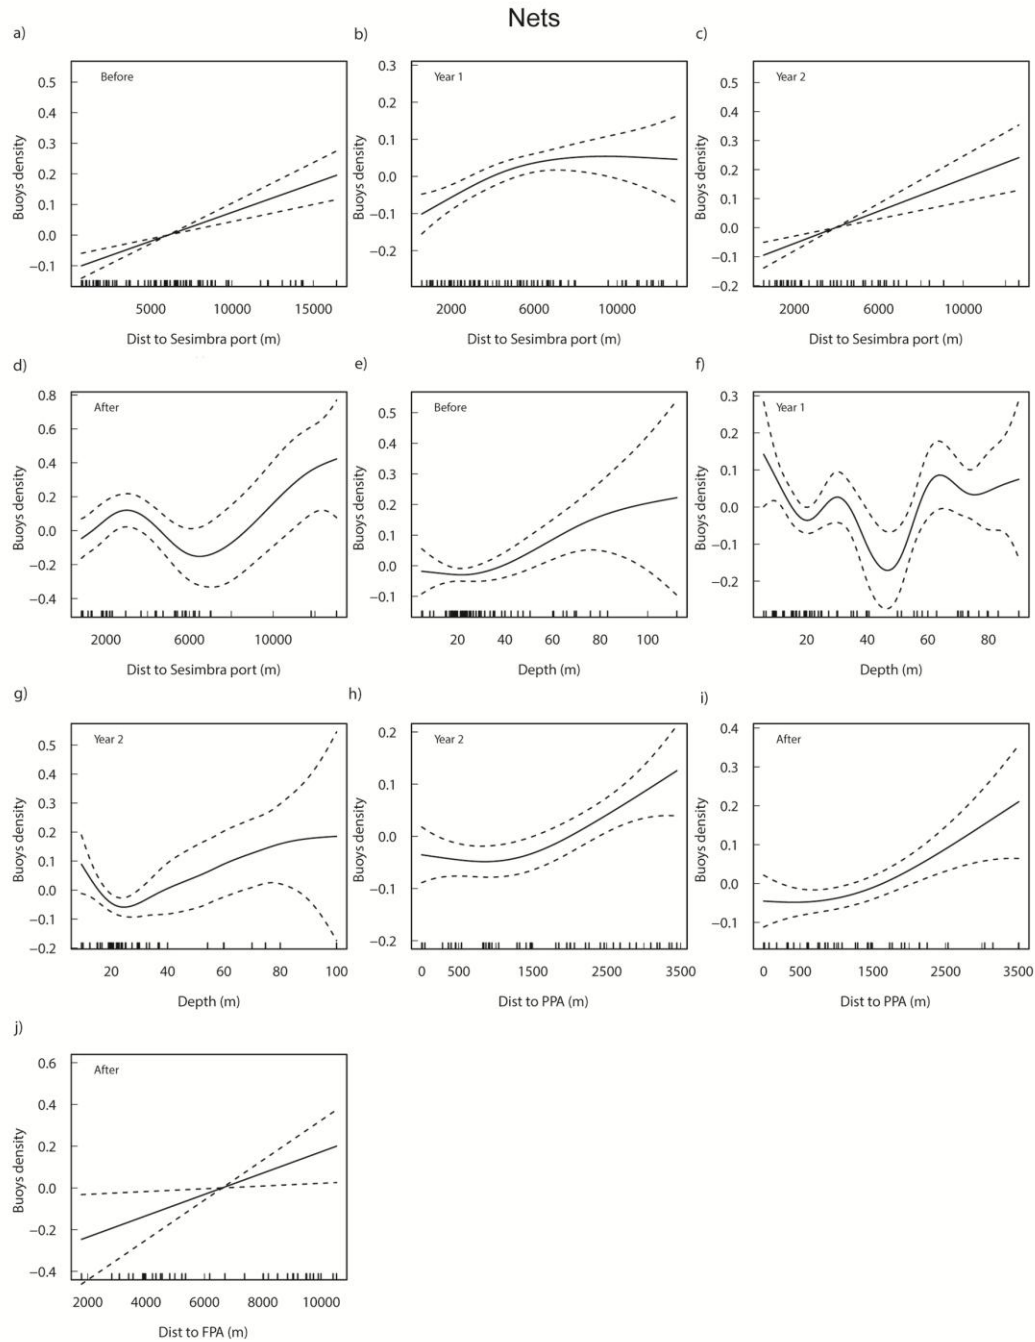 Nets
a)
b)
c)
Before
Year 1
Year 2
Buoys density
0.5
0.4
0.3
0.2
0.1
0.0
−0.1
5000 10000 15000
Dist to Sesimbra port (m)
Buoys density
0.3
0.2
0.1
0.0
−0.1
−0.2
2000 6000 10000
Dist to Sesimbra port (m)
Buoys density
0.5
0.4
0.3
0.2
0.1
0.0
−0.1
−0.2
2000 6000 10000
Dist to Sesimbra port (m)
d)
e)
f)
After
Before
Year 1
Buoys density
0.8
0.6
0.4
0.2
0.0
−0.2
−0.4
2000 6000 10000
Dist to Sesimbra port (m)
Buoys density
0.5
0.4
0.3
0.2
0.1
0.0
−0.1
20 40 60 80 100
Depth (m)
Buoys density
0.3
0.2
0.1
0.0
−0.1
−0.2
20 40 60 80
Depth (m)
g)
h)
i)
Year 2
Year 2
After
Buoys density
0.5
0.4
0.3
0.2
0.1
0.0
−0.1
−0.2
20 40 60 80 100
Depth (m)
Buoys density
0.2
0.1
0.0
−0.1
−0.2
0 500 1500 2500 3500
Dist to PPA (m)
Buoys density
0.4
0.3
0.2
0.1
0.0
−0.1
0 500 1500 2500 3500
Dist to PPA (m)
j)
After
Buoys density
0.6
0.4
0.2
0.0
−0.2
−0.4
2000 4000 6000 8000 10000
Dist to FPA (m)